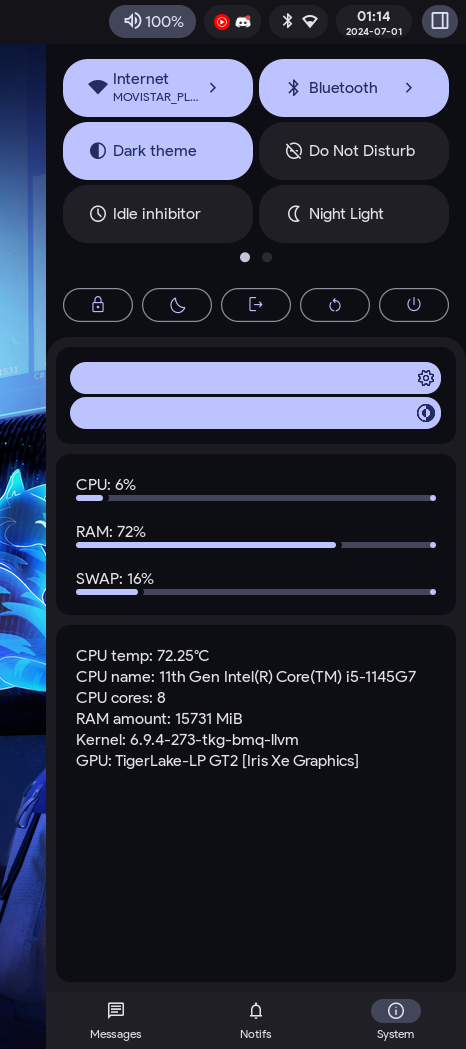 100%
01:14
2024-07-01
Internet
MOVISTAR_PL...
Bluetooth
Dark theme
Do Not Disturb
Idle inhibitor
Night Light
CPU: 6%
RAM: 72%
SWAP: 16%
CPU temp: 72.25°C
CPU name: 11th Gen Intel(R) Core(TM) i5-1145G7
CPU cores: 8
RAM amount: 15731 MiB
Kernel: 6.9.4-273-tkg-bmq-llvm
GPU: TigerLake-LP GT2 [Iris Xe Graphics]
Messages
Notifs
System